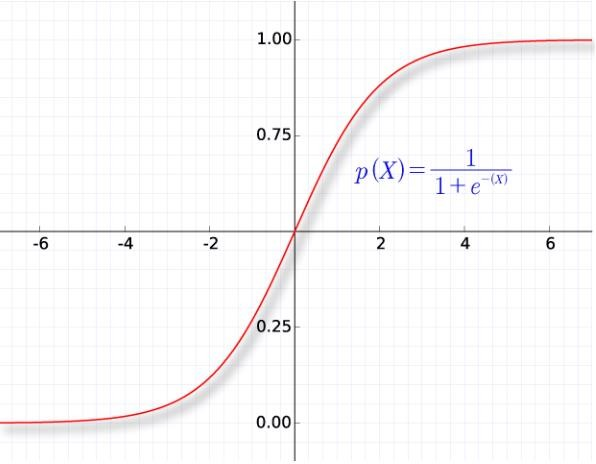 1.00
0.75
p(X) = 1 / (1 + e^{-(X)})
-6 -4 -2 2 4 6
0.25
0.00